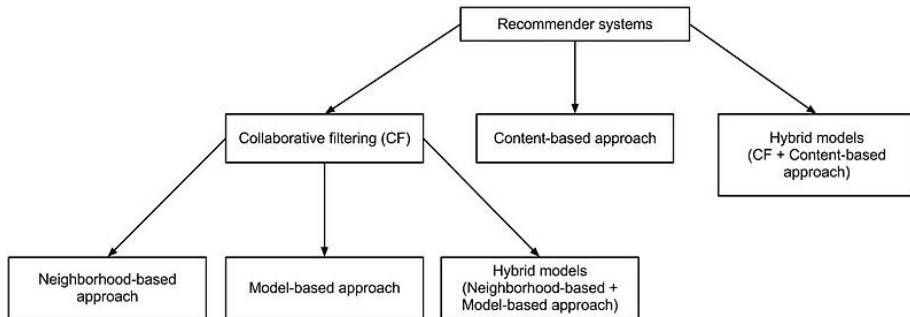 Recommender systems
Collaborative filtering (CF)
Content-based approach
Hybrid models
(CF + Content-based
approach)
Neighborhood-based
approach
Model-based approach
Hybrid models
(Neighborhood-based +
Model-based approach)